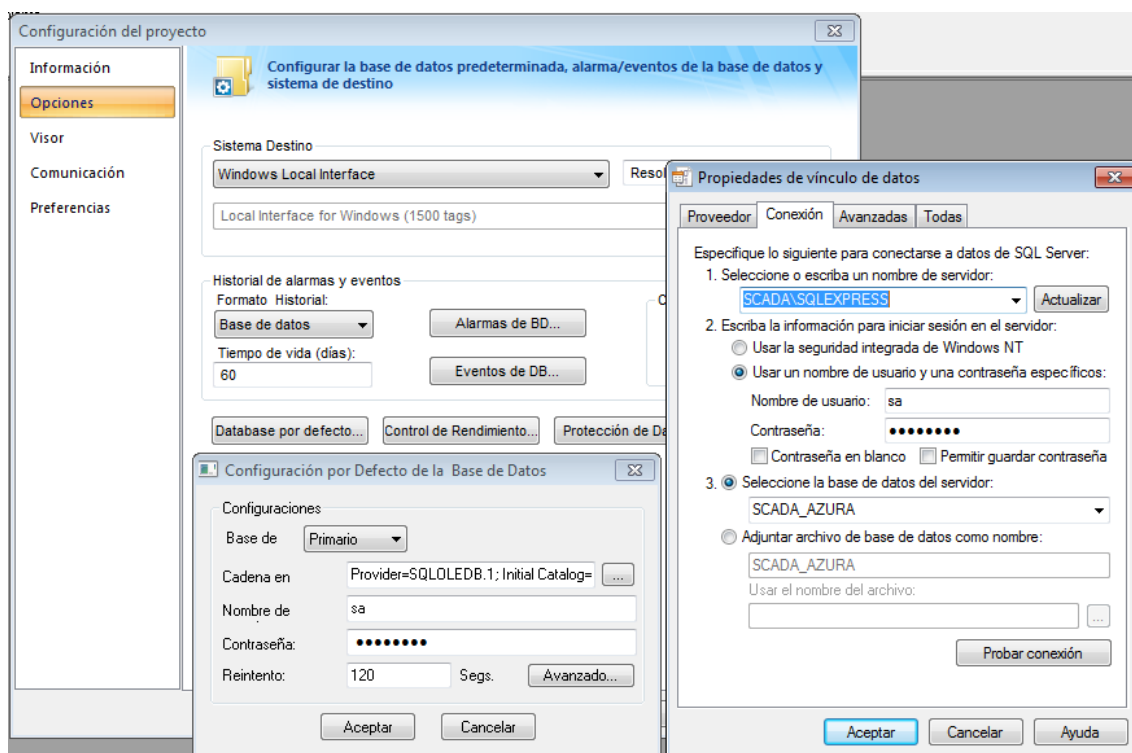 Configuración del proyecto
Información
Opciones
Visor
Comunicación
Preferencias
Configurar la base de datos predeterminada, alarma/eventos de la base de datos y
sistema de destino
Sistema Destino
Windows Local Interface
Local Interface for Windows (1500 tags)
Historial de alarmas y eventos
Formato Historial:
Base de datos
Alarmas de BD...
Tiempo de vida (días):
60
Eventos de DB...
Database por defecto...
Control de Rendimiento...
Protección de Da
Configuración por Defecto de la Base de Datos
Configuraciones
Base de
Primario
Cadena en
Provider=SQLOLEDB.1; Initial Catalog=
...
Nombre de
sa
Contraseña:
●●●●●●●●
Reintento:
120
Segs.
Avanzado...
Aceptar
Cancelar
Propiedades de vínculo de datos
Proveedor
Conexión
Avanzadas
Todas
Especifique lo siguiente para conectarse a datos de SQL Server:
1. Seleccione o escriba un nombre de servidor:
SCADA\SQLEXPRESS
Actualizar
2. Escriba la información para iniciar sesión en el servidor:
Usar la seguridad integrada de Windows NT
Usar un nombre de usuario y una contraseña específicos:
Nombre de usuario:
sa
Contraseña:
●●●●●●●●
Contraseña en blanco
Permitir guardar contraseña
3. Seleccione la base de datos del servidor:
SCADA_AZURA
Adjuntar archivo de base de datos como nombre:
SCADA_AZURA
Usar el nombre del archivo:
...
Probar conexión
Aceptar
Cancelar
Ayuda